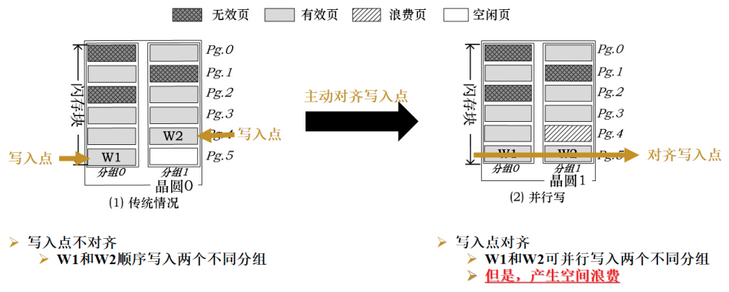 无效页 有效页 浪费页 空闲页
闪存块
Pg.0
Pg.1
Pg.2
Pg.3
W2 写入点
写入点 W1 Pg.5
分组0 分组1
晶圆0
(1) 传统情况
主动对齐写入点
Pg.0
Pg.1
Pg.2
Pg.3
Pg.4
闪存块
W1 W2 对齐写入点
分组0 分组1
晶圆1
(2) 并行写
写入点不对齐
W1和W2顺序写入两个不同分组
写入点对齐
W1和W2可并行写入两个不同分组
但是，产生空间浪费